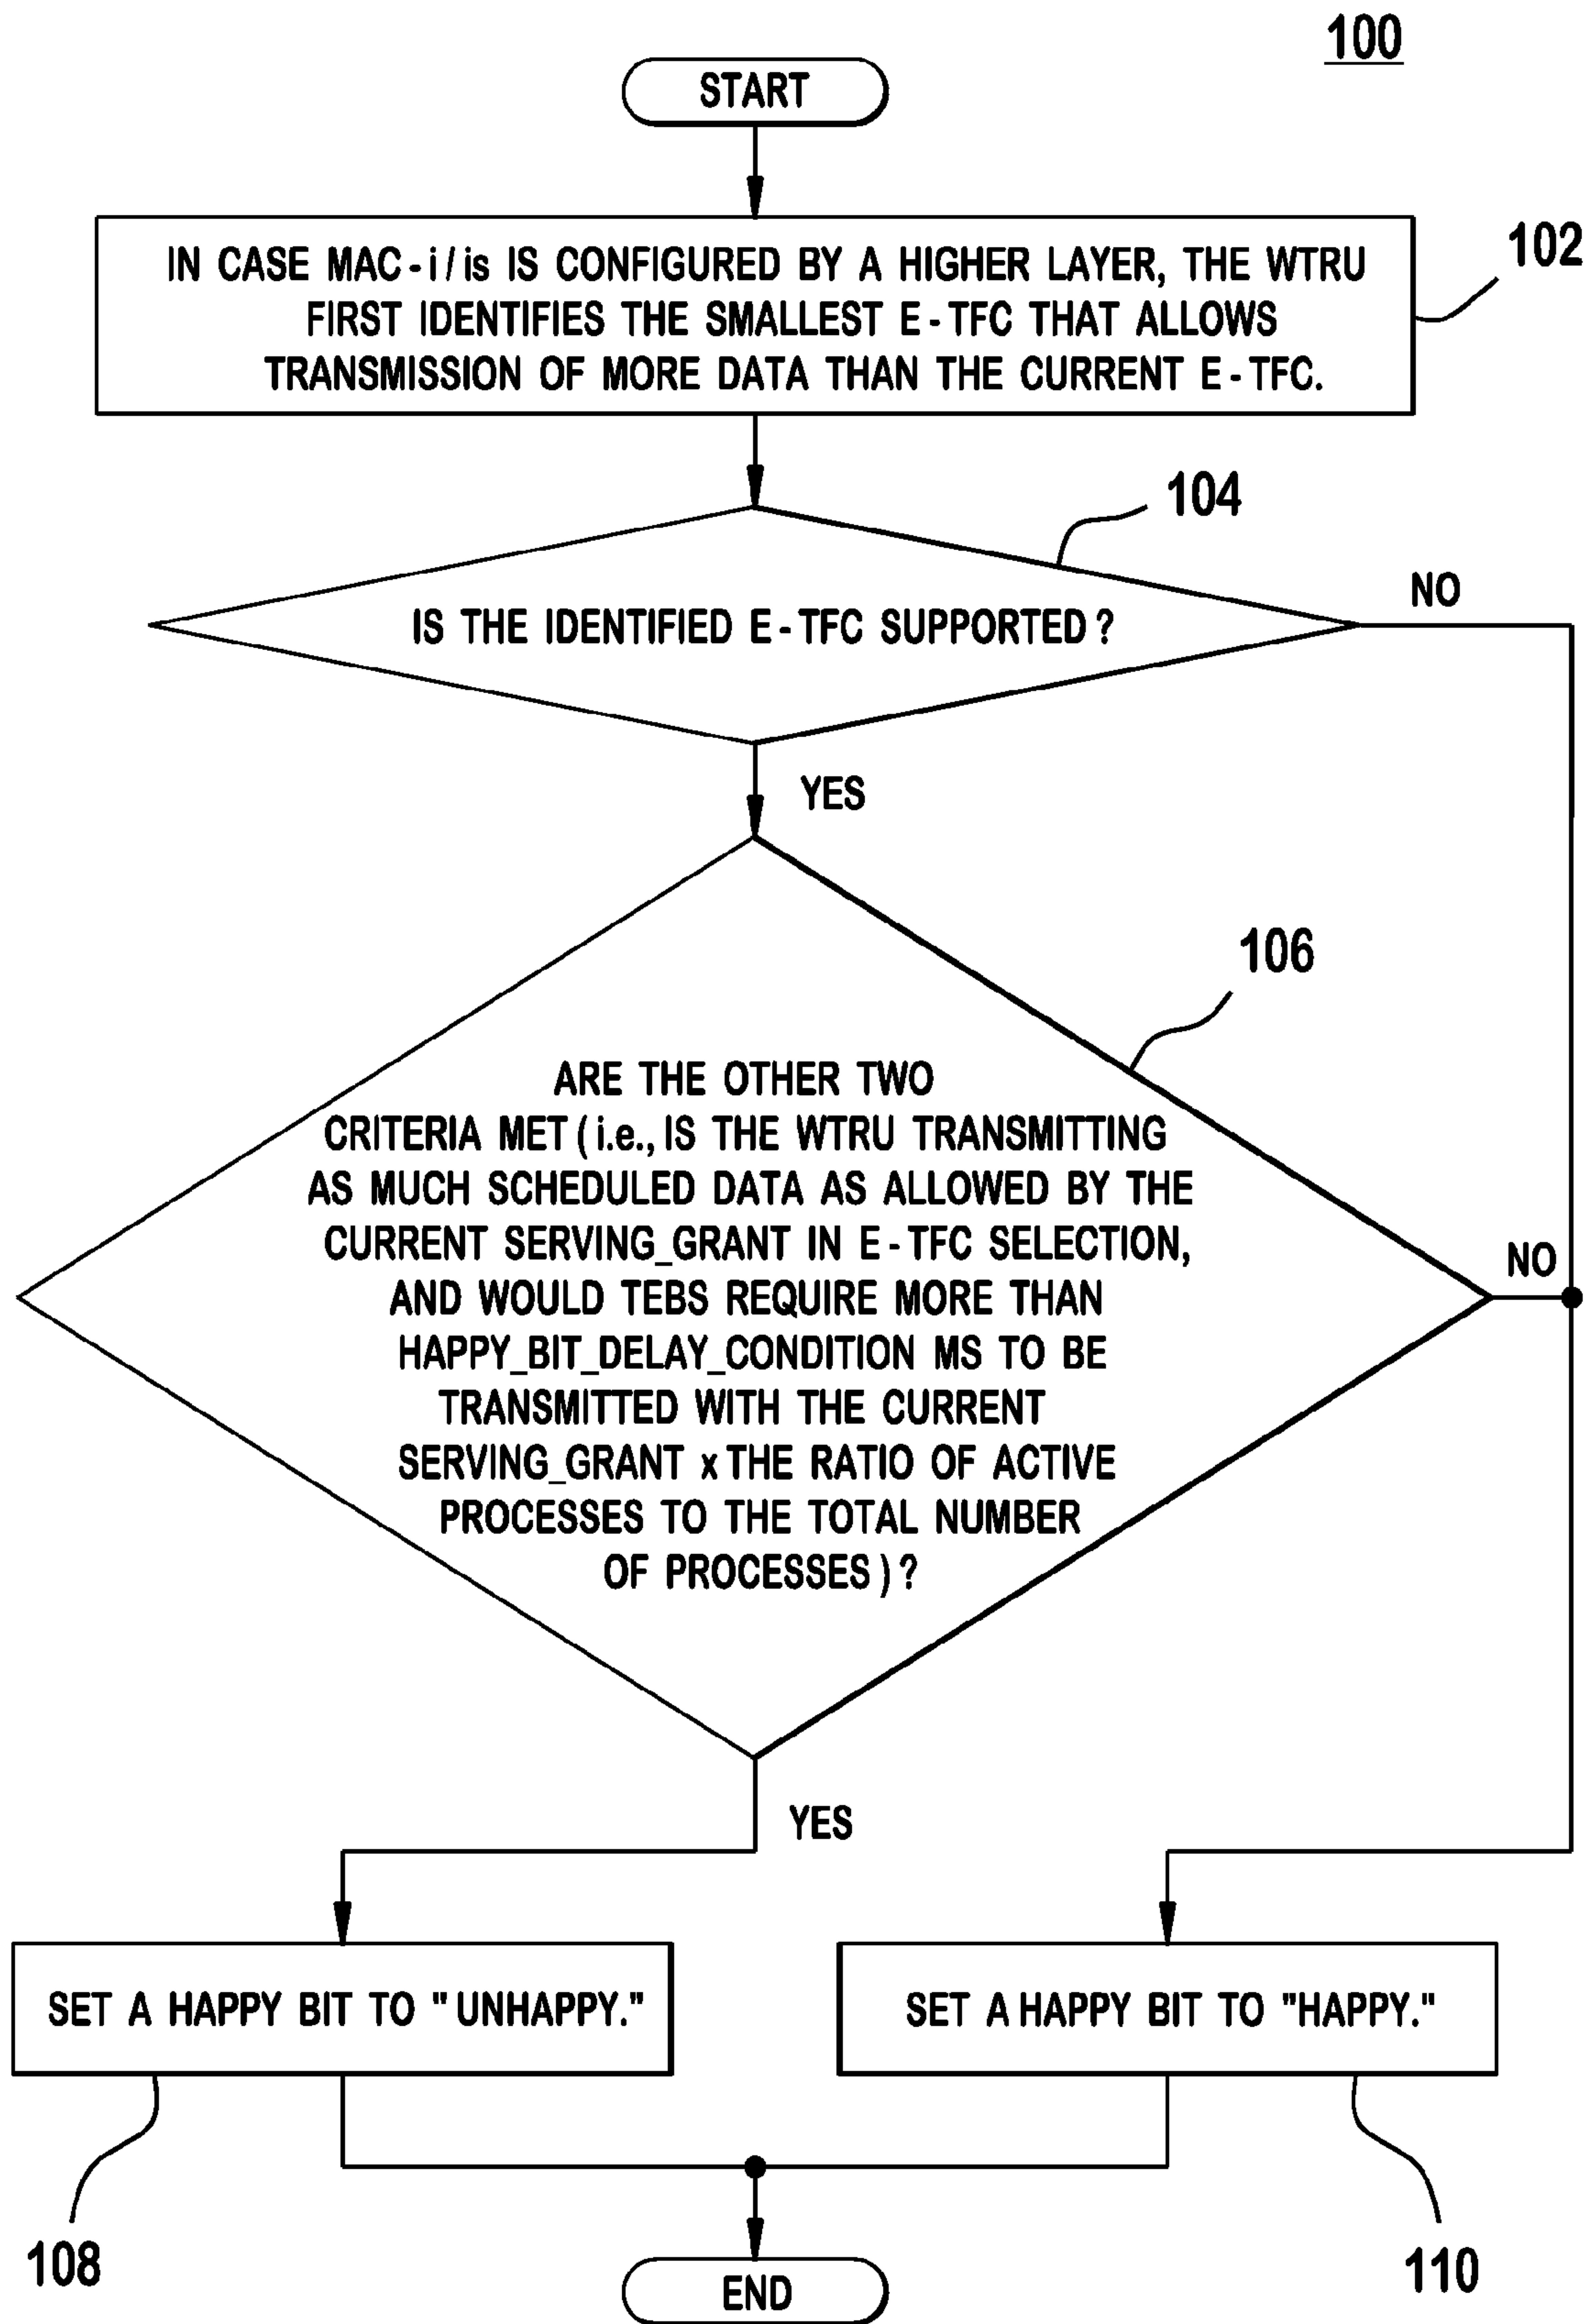 100
START
IN CASE MAC-i/is IS CONFIGURED BY A HIGHER LAYER, THE WTRU
FIRST IDENTIFIES THE SMALLEST E-TFC THAT ALLOWS
TRANSMISSION OF MORE DATA THAN THE CURRENT E-TFC.
102
104
IS THE IDENTIFIED E-TFC SUPPORTED?
NO
YES
106
ARE THE OTHER TWO
CRITERIA MET (i.e., IS THE WTRU TRANSMITTING
AS MUCH SCHEDULED DATA AS ALLOWED BY THE
CURRENT SERVING_GRANT IN E-TFC SELECTION,
AND WOULD TEBS REQUIRE MORE THAN
HAPPY_BIT_DELAY_CONDITION MS TO BE
TRANSMITTED WITH THE CURRENT
SERVING_GRANT x THE RATIO OF ACTIVE
PROCESSES TO THE TOTAL NUMBER
OF PROCESSES)?
NO
YES
SET A HAPPY BIT TO "UNHAPPY."
SET A HAPPY BIT TO "HAPPY."
108
110
END